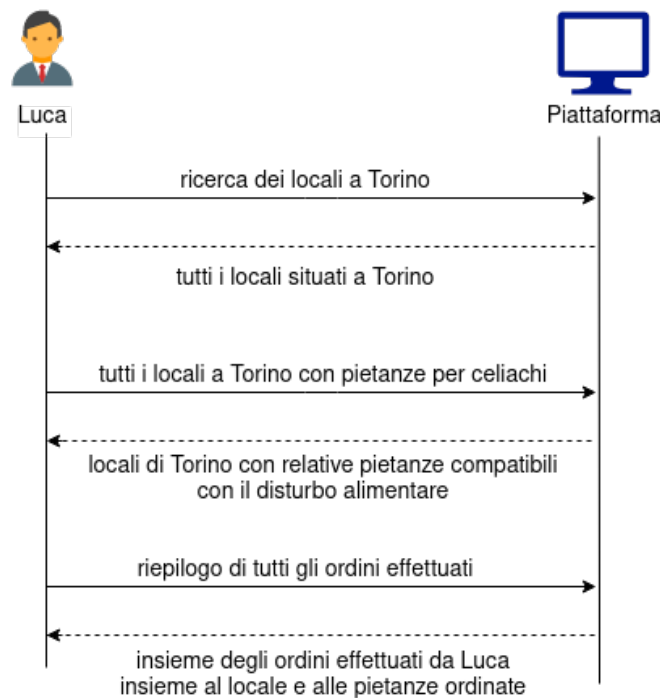 Luca
Piattaforma
ricerca dei locali a Torino
tutti i locali situati a Torino
tutti i locali a Torino con pietanze per celiachi
locali di Torino con relative pietanze compatibili
con il disturbo alimentare
riepilogo di tutti gli ordini effettuati
insieme degli ordini effettuati da Luca
insieme al locale e alle pietanze ordinate